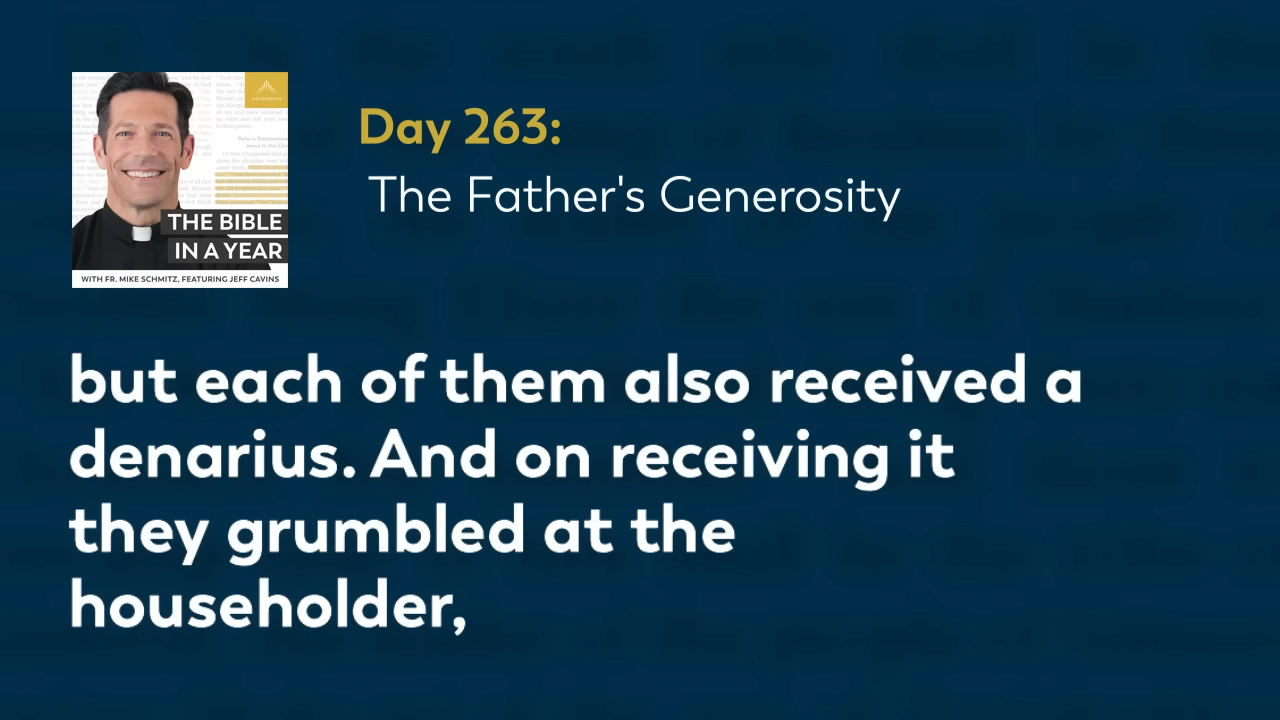 ASCENSION
THE BIBLE
IN A YEAR
WITH FR. MIKE SCHMITZ, FEATURING JEFF CAVINS
Day 263:
The Father's Generosity
but each of them also received a
denarius. And on receiving it
they grumbled at the
householder,